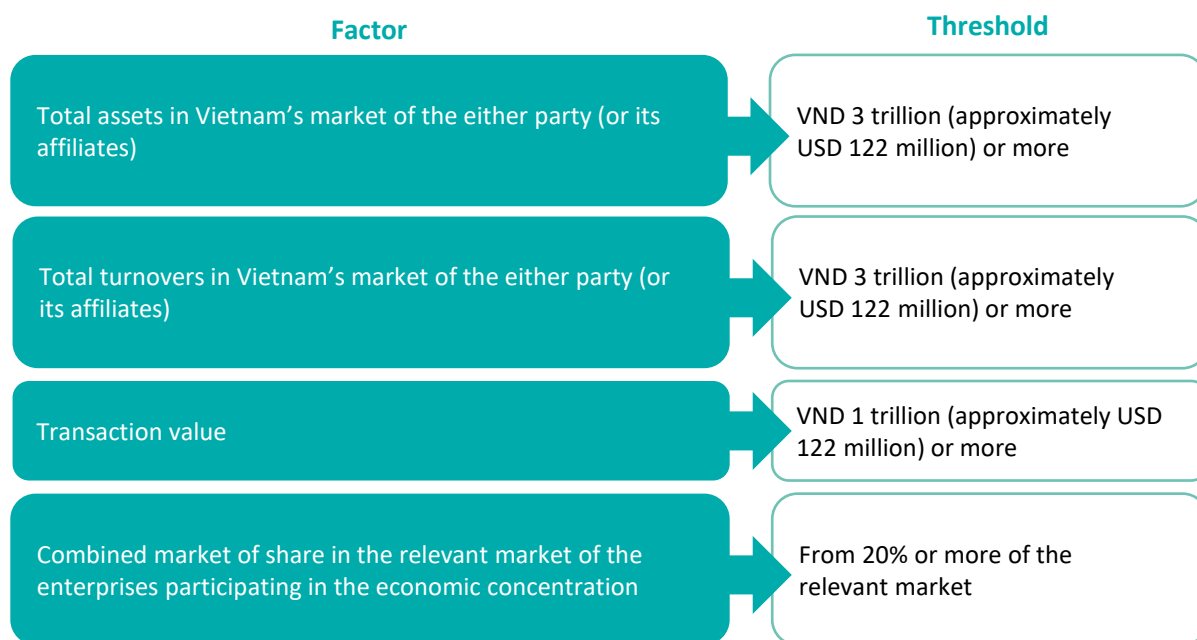 Factor
Threshold
Total assets in Vietnam’s market of the either party (or its
affiliates)
VND 3 trillion (approximately
USD 122 million) or more
Total turnovers in Vietnam’s market of the either party (or
its affiliates)
VND 3 trillion (approximately
USD 122 million) or more
Transaction value
VND 1 trillion (approximately USD
122 million) or more
Combined market of share in the relevant market of the
enterprises participating in the economic concentration
From 20% or more of the
relevant market